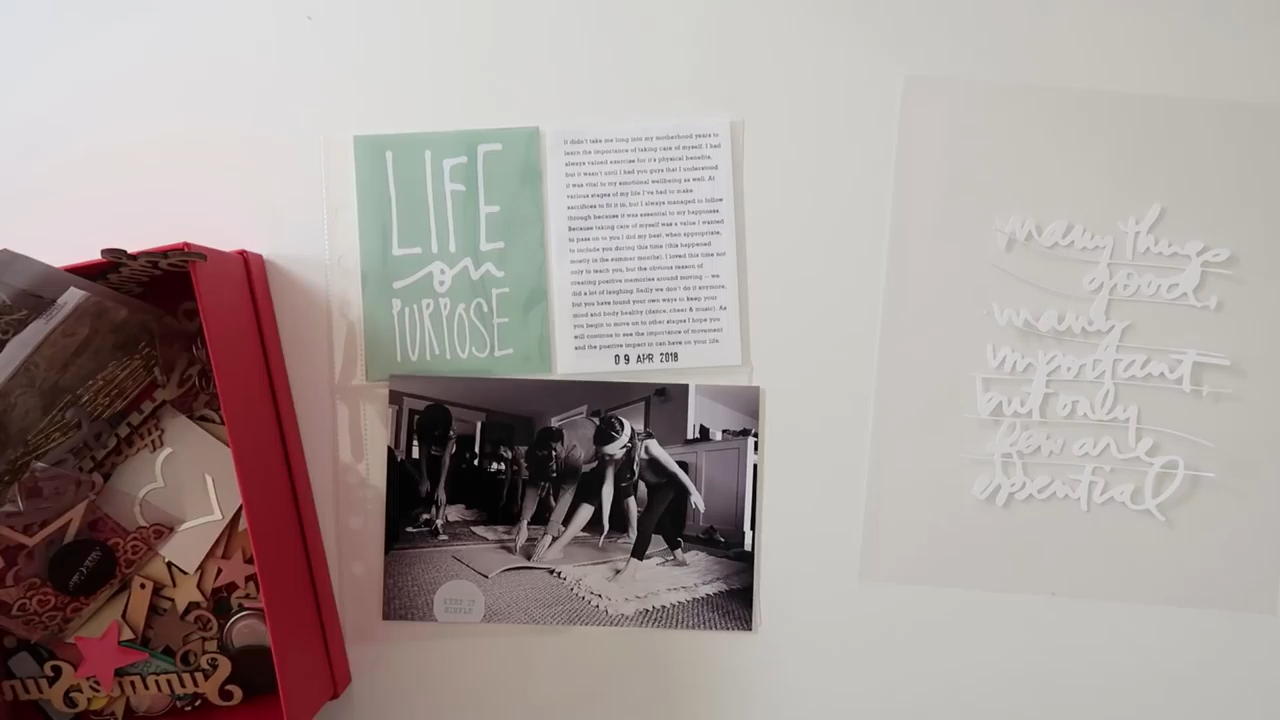 LIFE
on
PURPOSE
It didn't take me long into my motherhood years to
learn the importance of taking care of myself. I had
always valued exercise for it's physical benefits,
but it wasn't until I had you guys that I understood
it was vital to my emotional wellbeing as well. At
various stages of my life I've had to make
sacrifices to fit it in, but I always managed to follow
through because it was essential to my happiness.
Because taking care of myself was a value I wanted
to pass on to you I did my best, when appropriate,
to include you during this time (this happened
mostly in the summer months). I loved this time not
only to teach you, but the obvious reason of
creating positive memories around moving -- we
did a lot of laughing. Sadly we don't do it anymore,
but you have found your own ways to keep your
mind and body healthy (dance, cheer & music). As
you begin to move on to other stages I hope you
will continue to see the importance of movement
and the positive impact in can have on your life.
09 APR 2018
KEEP IT
SIMPLE
many things
good,
many
important,
but only
few are
essential
Summer Sun